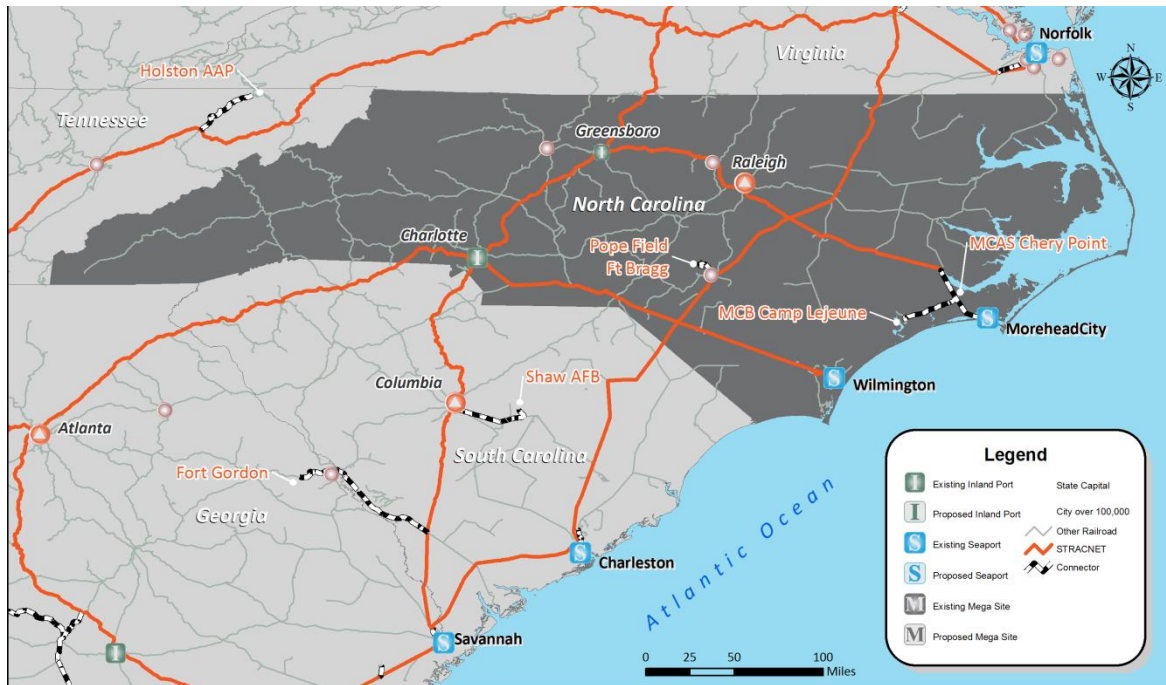 Norfolk
Virginia
N
W E
S
Holston AAP
Tennessee
Greensboro
Raleigh
North Carolina
Charlotte
Pope Field
Ft Bragg
MCAS Chery Point
MCB Camp Lejeune
MoreheadCity
Wilmington
Columbia
Shaw AFB
Atlanta
South Carolina
Fort Gordon
Georgia
Charleston
Atlantic Ocean
Savannah
0 25 50 100
Miles
Legend
I Existing Inland Port
State Capital
I Proposed Inland Port
City over 100,000
S Existing Seaport
Other Railroad
STRACNET
S Proposed Seaport
Connector
M Existing Mega Site
M Proposed Mega Site
I
S
S
S
S
S
I
I